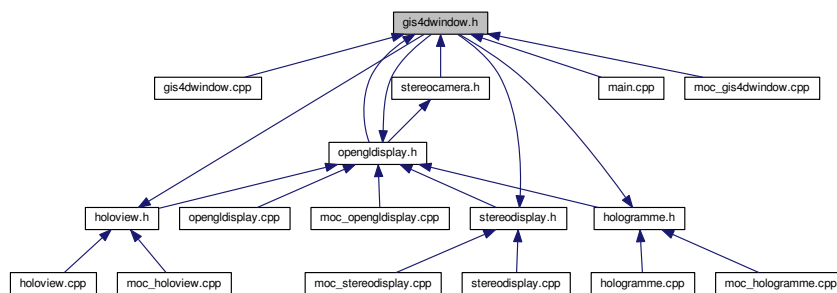 gis4dwindow.h
gis4dwindow.cpp
stereocamera.h
main.cpp
moc_gis4dwindow.cpp
opengldisplay.h
holoview.h
opengldisplay.cpp
moc_opengldisplay.cpp
stereodisplay.h
hologramme.h
holoview.cpp
moc_holoview.cpp
moc_stereodisplay.cpp
stereodisplay.cpp
hologramme.cpp
moc_hologramme.cpp